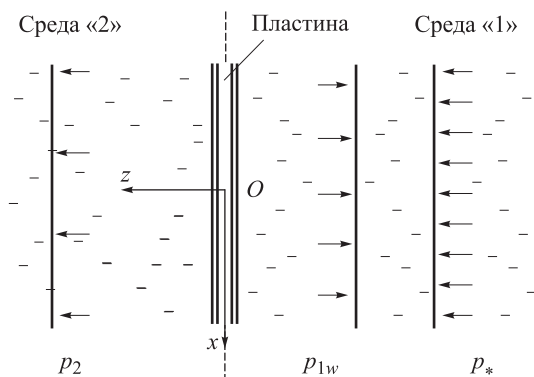 Среда «2»
Пластина
Среда «1»
z
O
x
p₂
p₁w
p*